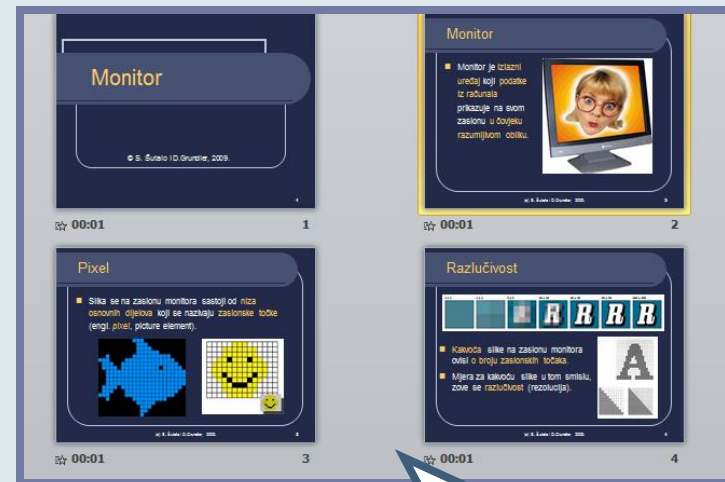 Monitor
© S. Šutalo i D.Grundler, 2009.
00:01
1
Monitor
Monitor je izlazni
uređaj koji podatke
iz računala
prikazuje na svom
zaslonu u čovjeku
razumljivom obliku.
00:01
2
Pixel
Slika se na zaslonu monitora sastoji od niza
osnovnih dijelova koji se nazivaju zaslonske točke
(engl. pixel, picture element).
00:01
3
Razlučivost
R R R R
Kakvoća slike na zaslonu monitora
ovisi o broju zaslonskih točaka.
A
Mjera za kakvoću slike u tom smislu,
zove se razlučivost (rezolucija).
00:01
4